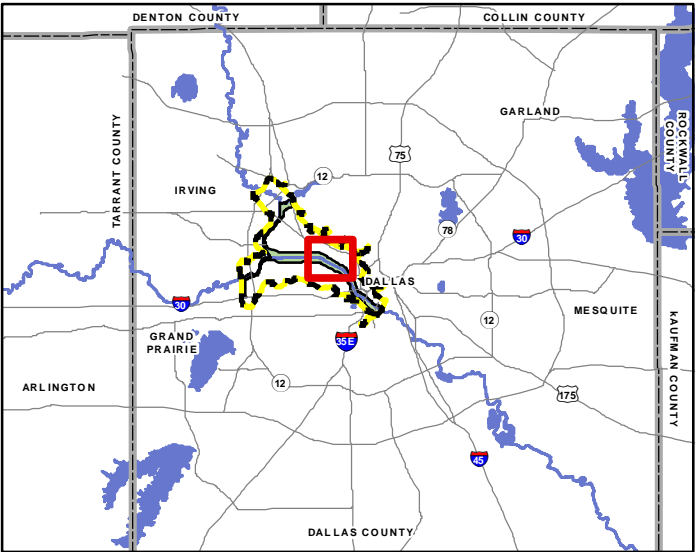 DENTON COUNTY
COLLIN COUNTY
TARRANT COUNTY
ROCKWALL
COUNTY
GARLAND
75
12
IRVING
78
30
DALLAS
30
MESQUITE
KAUFMAN COUNTY
GRAND
PRAIRIE
35E
12
ARLINGTON
12
175
45
DALLAS COUNTY